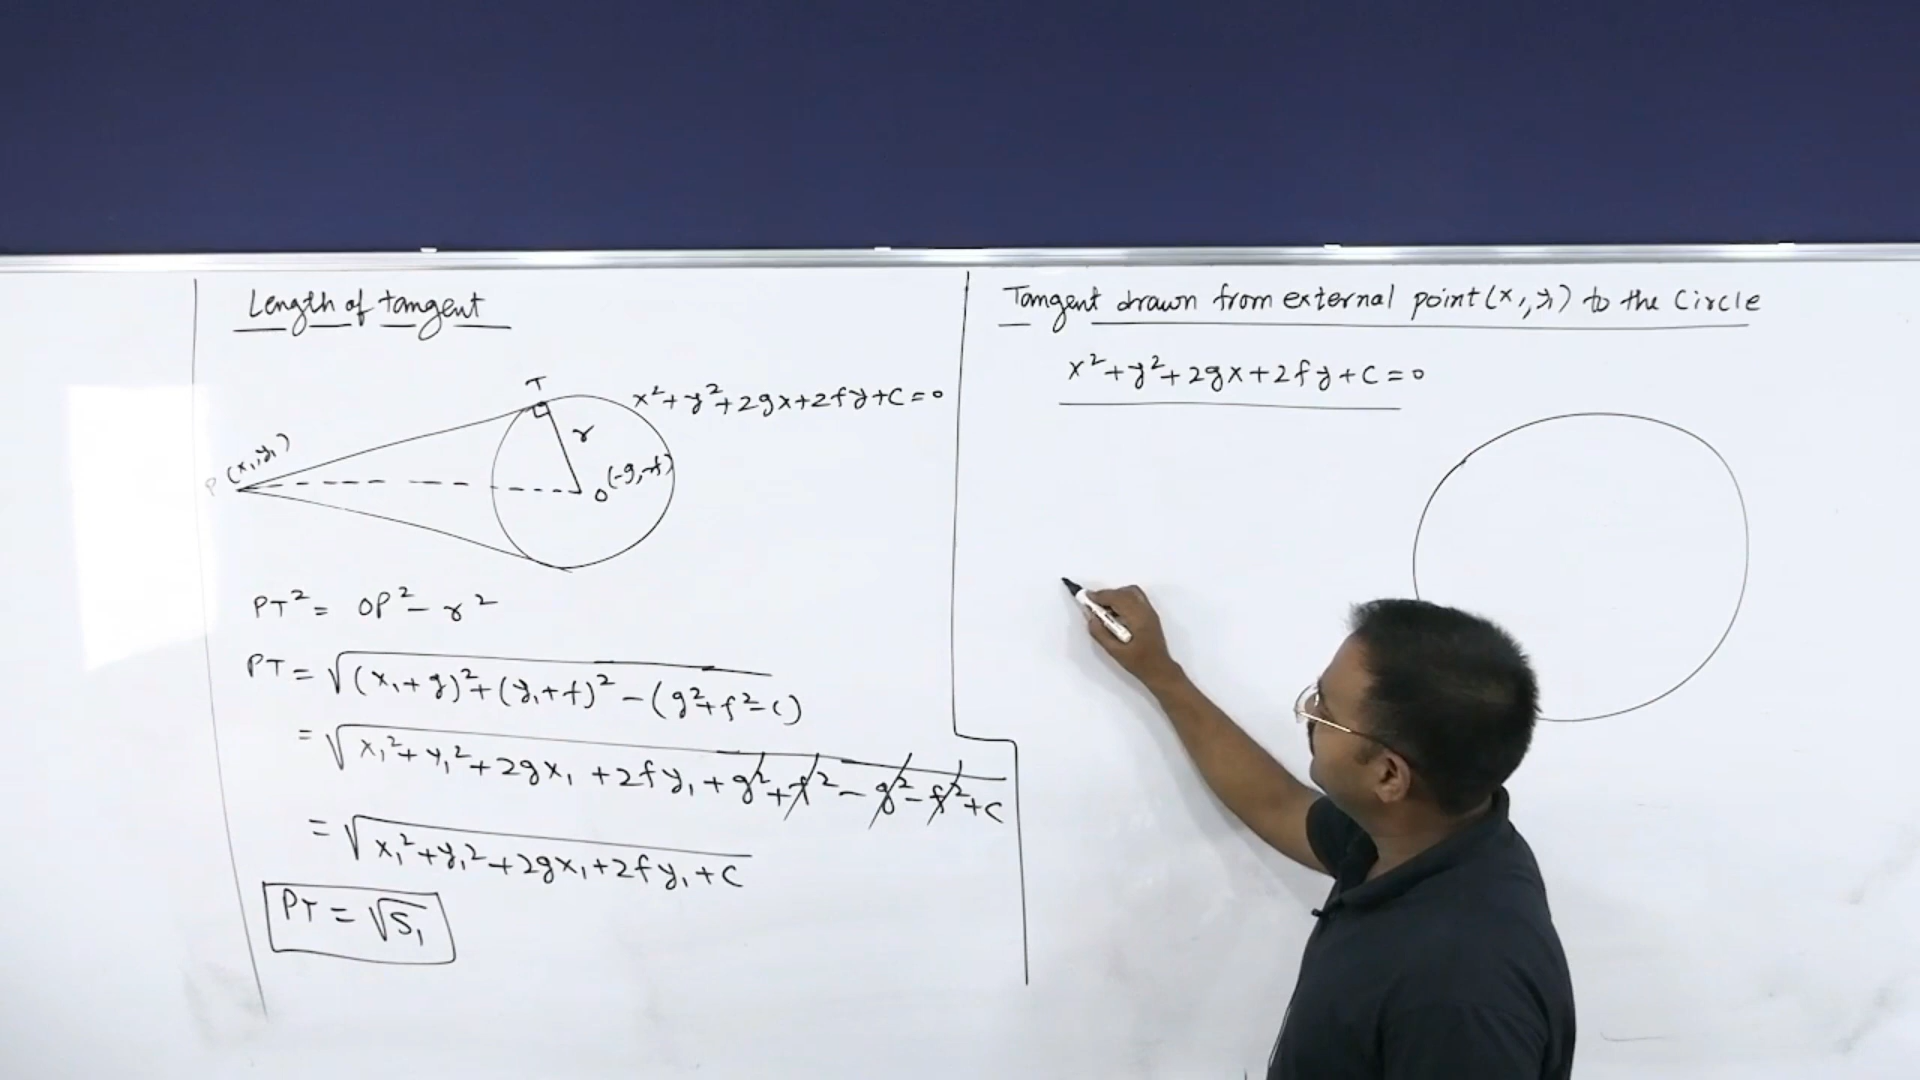 Length of tangent
T
x²+y²+2gx+2fy+C=0
r
P (x₁,y₁)
O (-g,-f)
PT² = OP² - r²
PT = √(x₁+g)²+(y₁+f)²-(g²+f²-c)
= √x₁²+y₁²+2gx₁+2fy₁+g²+f²-g²-f²+c
= √x₁²+y₁²+2gx₁+2fy₁+C
PT = √S₁
Tangent drawn from external point (x₁,y₁) to the Circle
x²+y²+2gx+2fy+C=0